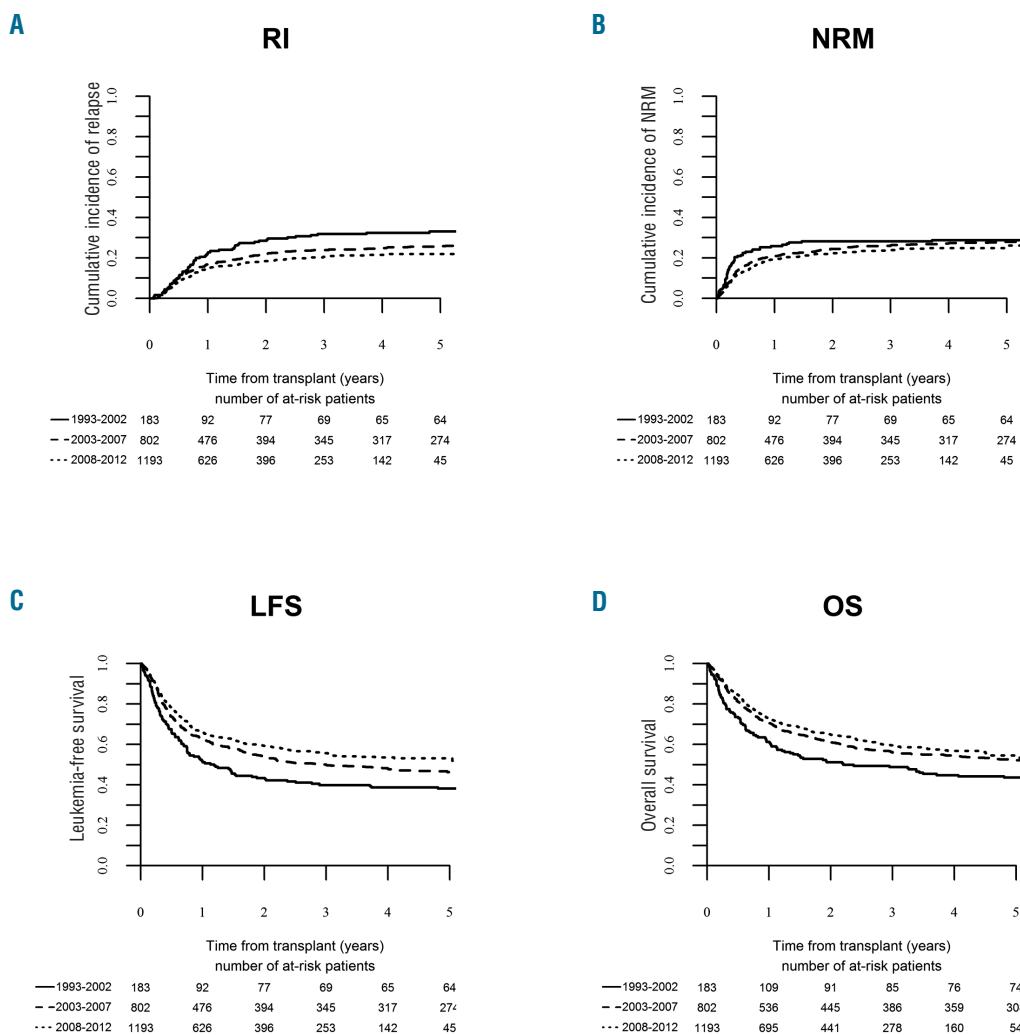 A
RI
Cumulative incidence of relapse
0.0 0.2 0.4 0.6 0.8 1.0
0 1 2 3 4 5
Time from transplant (years)
number of at-risk patients
1993-2002 183 92 77 69 65 64
2003-2007 802 476 394 345 317 274
2008-2012 1193 626 396 253 142 45
B
NRM
Cumulative incidence of NRM
0.0 0.2 0.4 0.6 0.8 1.0
0 1 2 3 4 5
Time from transplant (years)
number of at-risk patients
1993-2002 183 92 77 69 65 64
2003-2007 802 476 394 345 317 274
2008-2012 1193 626 396 253 142 45
C
LFS
Leukemia-free survival
0.0 0.2 0.4 0.6 0.8 1.0
0 1 2 3 4 5
Time from transplant (years)
number of at-risk patients
1993-2002 183 92 77 69 65 64
2003-2007 802 476 394 345 317 274
2008-2012 1193 626 396 253 142 45
D
OS
Overall survival
0.0 0.2 0.4 0.6 0.8 1.0
0 1 2 3 4 5
Time from transplant (years)
number of at-risk patients
1993-2002 183 109 91 85 76 74
2003-2007 802 536 445 386 359
2008-2012 1193 695 441 278 160 54